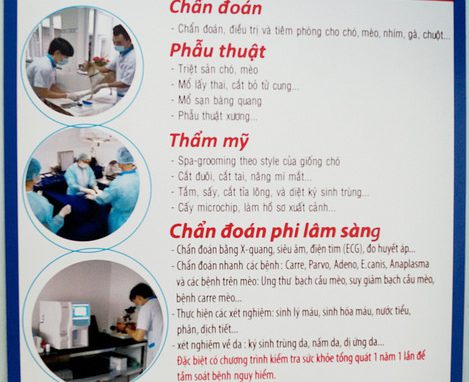 Chẩn đoán
- Chẩn đoán, điều trị và tiêm phòng cho chó, mèo, nhím, gà, chuột...
Phẫu thuật
- Triệt sản chó, mèo
- Mổ lấy thai, cắt bỏ tử cung...
- Mổ sạn bàng quang
- Phẫu thuật xương...
Thẩm mỹ
- Spa-grooming theo style của giống chó
- Cắt đuôi, cắt tai, nâng mí mắt...
- Tắm, sấy, cắt tỉa lông, và diệt ký sinh trùng...
- Cấy microchip, làm hồ sơ xuất cảnh...
Chẩn đoán phi lâm sàng
- Chẩn đoán bằng X-quang, siêu âm, điện tim (ECG), đo huyết áp...
- Chẩn đoán nhanh các bệnh : Carre, Parvo, Adeno, E.canis, Anaplasma
và các bệnh trên mèo: Ung thư bạch cầu mèo, suy giảm bạch cầu mèo,
bệnh carre mèo...
- Thực hiện các xét nghiệm: sinh lý máu, sinh hóa máu, nước tiểu,
phân, dịch tiết...
- xét nghiệm về da : ký sinh trùng da, nấm da, dị ứng da...
Đặc biệt có chương trình kiểm tra sức khỏe tổng quát 1 năm 1 lần để
tầm soát bệnh nguy hiểm.